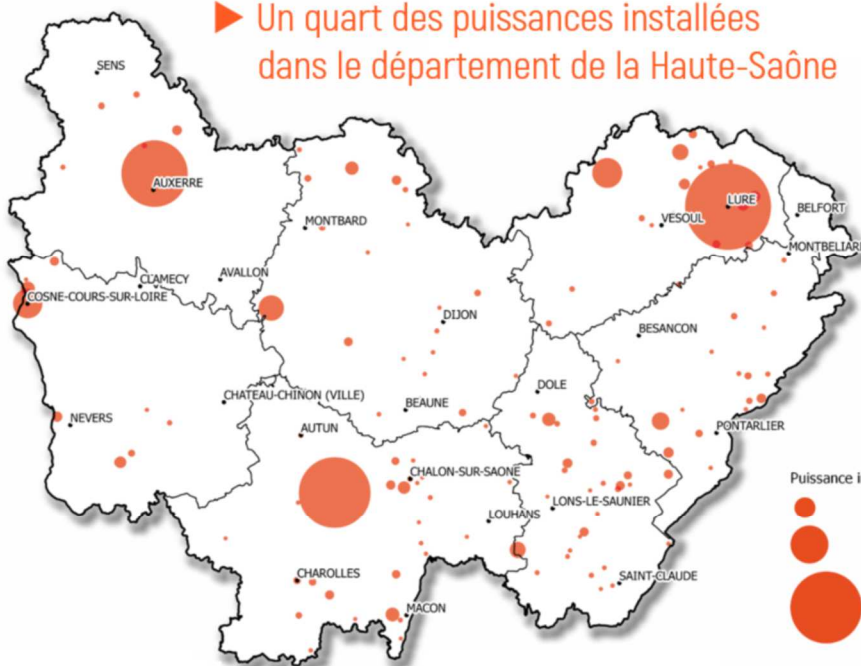 ▶ Un quart des puissances installées
dans le département de la Haute-Saône
SENS
AUXERRE
LURE
BELFORT
MONTBARD
VESOUL
MONTBELIARD
AVALLON
CLAMECY
COSNE-COURS-SUR-LOIRE
DIJON
BESANCON
DOLE
CHATEAU-CHINON (VILLE)
BEAUNE
NEVERS
AUTUN
PONTARLIER
CHALON-SUR-SAONE
Puissance i
LONS-LE-SAUNIER
LOUHANS
CHAROLLES
SAINT-CLAUDE
MACON